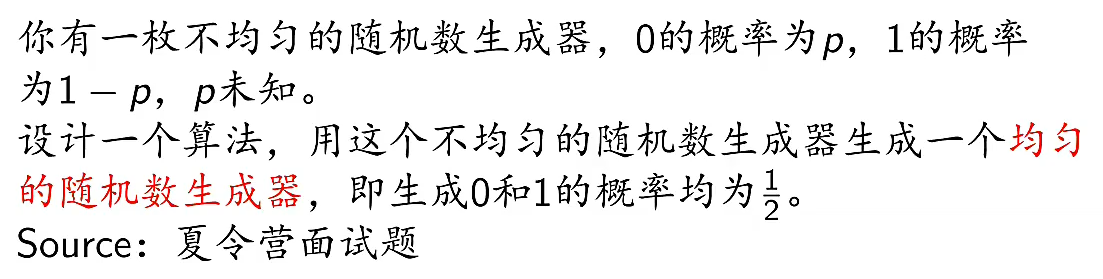 你有一枚不均匀的随机数生成器，0的概率为p，1的概率
为1 − p，p未知。
设计一个算法，用这个不均匀的随机数生成器生成一个均匀
的随机数生成器，即生成0和1的概率均为1/2。
Source：夏令营面试题